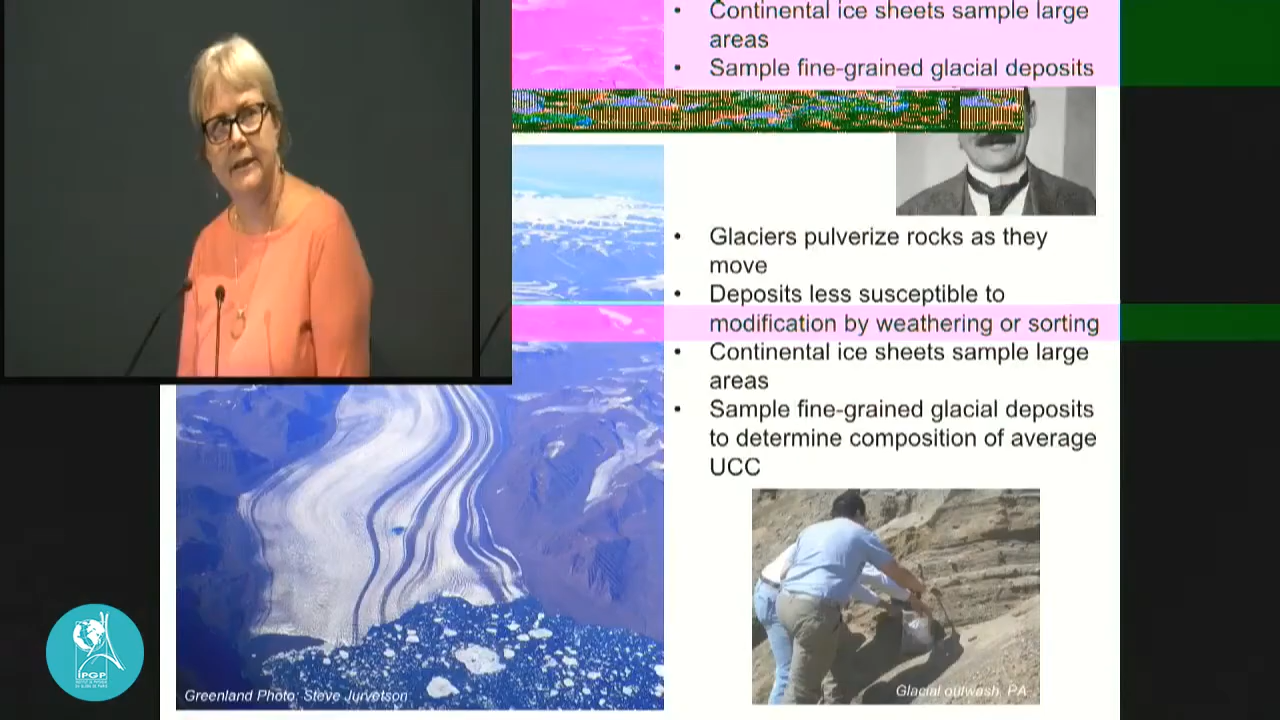 • Continental ice sheets sample large
areas
• Sample fine-grained glacial deposits
• Glaciers pulverize rocks as they
move
• Deposits less susceptible to
modification by weathering or sorting
• Continental ice sheets sample large
areas
• Sample fine-grained glacial deposits
to determine composition of average
UCC
Greenland Photo: Steve Jurvetson
Glacial outwash, PA
IPGP